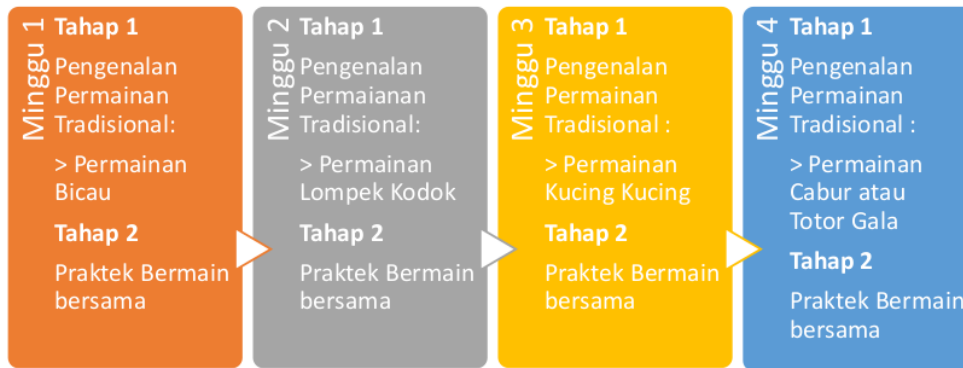 Minggu 1
Tahap 1
Pengenalan
Permainan
Tradisional:
> Permainan
Bicau
Tahap 2
Praktek Bermain
bersama
Minggu 2
Tahap 1
Pengenalan
Permaianan
Tradisional:
> Permainan
Lompek Kodok
Tahap 2
Praktek Bermain
bersama
Minggu 3
Tahap 1
Pengenalan
Permainan
Tradisional :
> Permainan
Kucing Kucing
Tahap 2
Praktek Bermain
bersama
Minggu 4
Tahap 1
Pengenalan
Permainan
Tradisional :
> Permainan
Cabur atau
Totor Gala
Tahap 2
Praktek Bermain
bersama